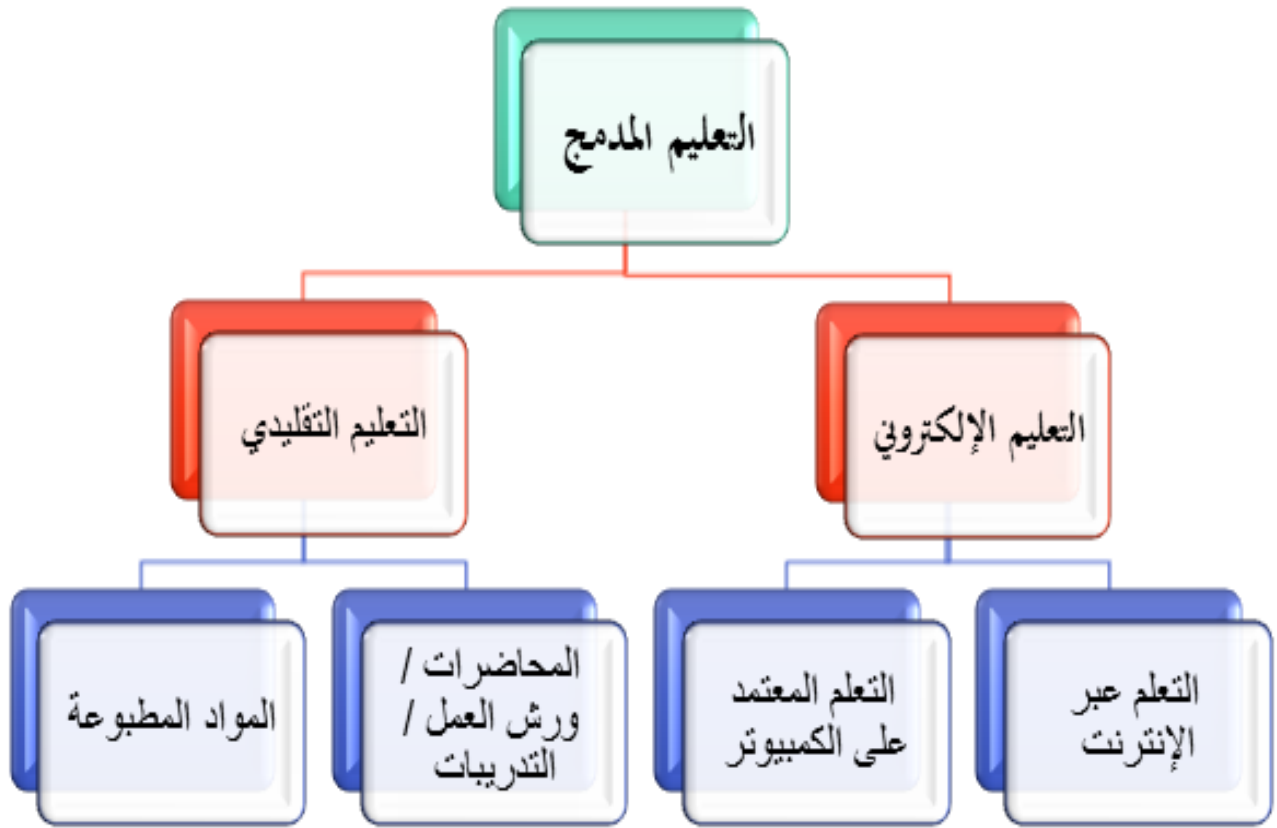 التعليم المدمج
التعليم الإلكتروني
التعليم التقليدي
التعلم عبر
الإنترنت
التعلم المعتمد
على الكمبيوتر
المحاضرات /
ورش العمل /
التدريبات
المواد المطبوعة